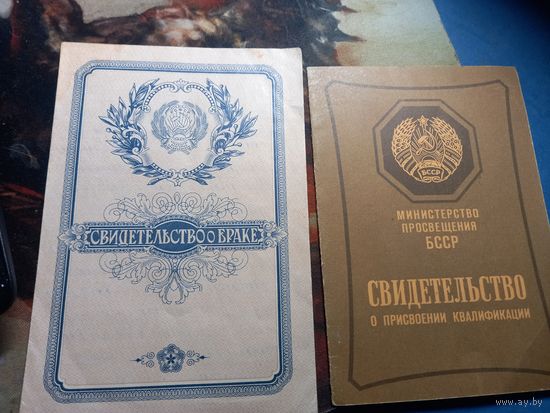 СВИДЕТЕЛЬСТВО О БРАКЕ
БССР
МИНИСТЕРСТВО
ПРОСВЕЩЕНИЯ
БССР
СВИДЕТЕЛЬСТВО
О ПРИСВОЕНИИ КВАЛИФИКАЦИИ
www.ay.by